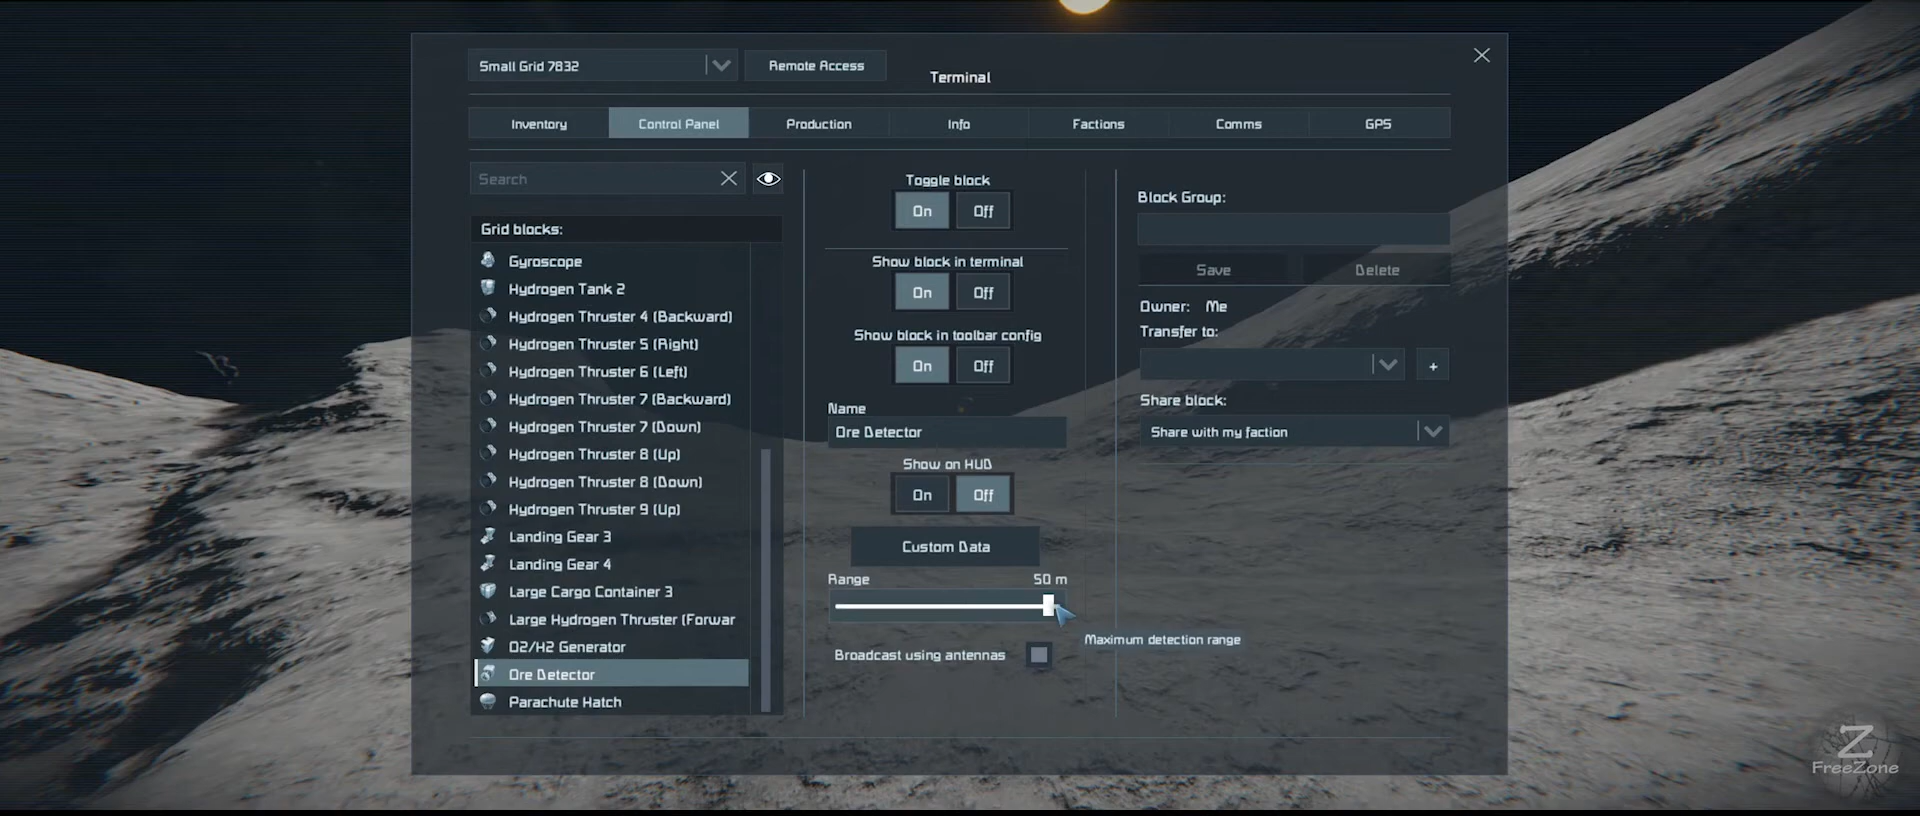 Small Grid 7832
Remote Access
Terminal
Inventory
Control Panel
Production
Info
Factions
Comms
GPS
Search
Grid blocks:
Gyroscope
Hydrogen Tank 2
Hydrogen Thruster 4 (Backward)
Hydrogen Thruster 5 (Right)
Hydrogen Thruster 6 (Left)
Hydrogen Thruster 7 (Backward)
Hydrogen Thruster 7 (Down)
Hydrogen Thruster 8 (Up)
Hydrogen Thruster 8 (Down)
Hydrogen Thruster 9 (Up)
Landing Gear 3
Landing Gear 4
Large Cargo Container 3
Large Hydrogen Thruster (Forwar
O2/H2 Generator
Ore Detector
Parachute Hatch
Toggle block
On Off
Show block in terminal
On Off
Show block in toolbar config
On Off
Name
Ore Detector
Show on HUD
On Off
Custom Data
Range 50 m
Maximum detection range
Broadcast using antennas
Block Group:
Save Delete
Owner: Me
Transfer to:
+
Share block:
Share with my faction
Z
FreeZone